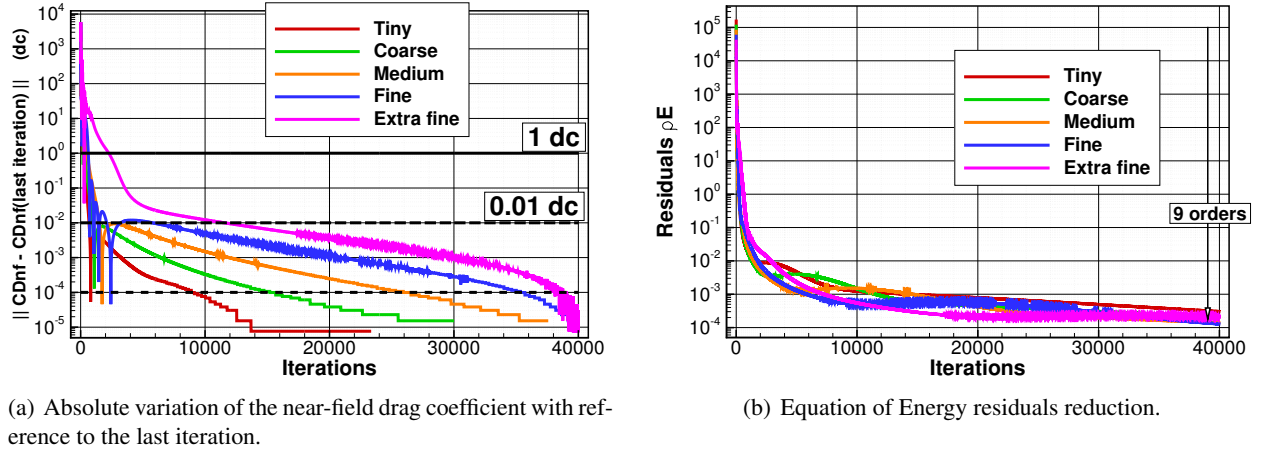 || CDnf - CDnf(last iteration) || (dc)
10^4
10^3
10^2
10^1
10^0
10^-1
10^-2
10^-3
10^-4
10^-5
Tiny
Coarse
Medium
Fine
Extra fine
1 dc
0.01 dc
0 10000 20000 30000 40000
Iterations
(a) Absolute variation of the near-field drag coefficient with ref-
erence to the last iteration.
Residuals ρE
10^5
10^4
10^3
10^2
10^1
10^0
10^-1
10^-2
10^-3
10^-4
Tiny
Coarse
Medium
Fine
Extra fine
9 orders
0 10000 20000 30000 40000
Iterations
(b) Equation of Energy residuals reduction.